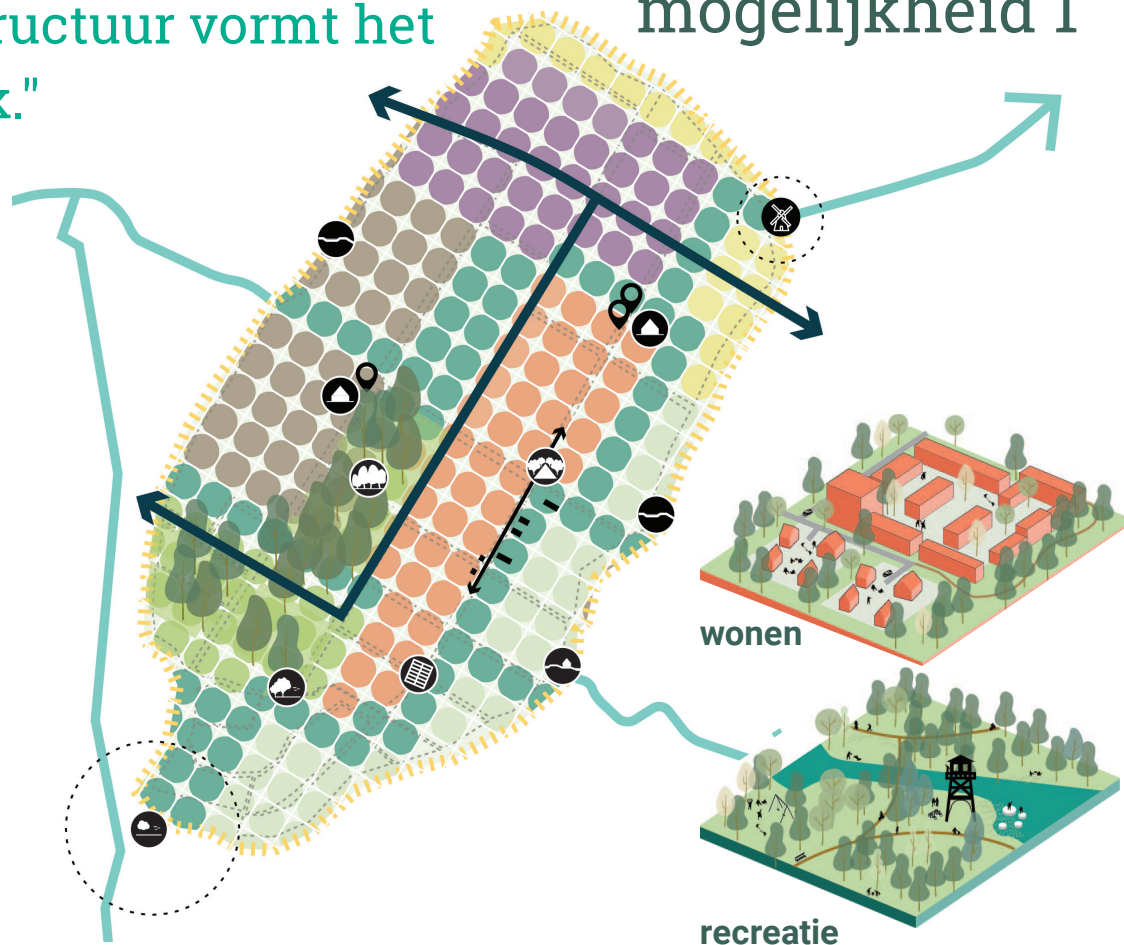 ructuur vormt het
k."
mogelijkheid 1
wonen
recreatie